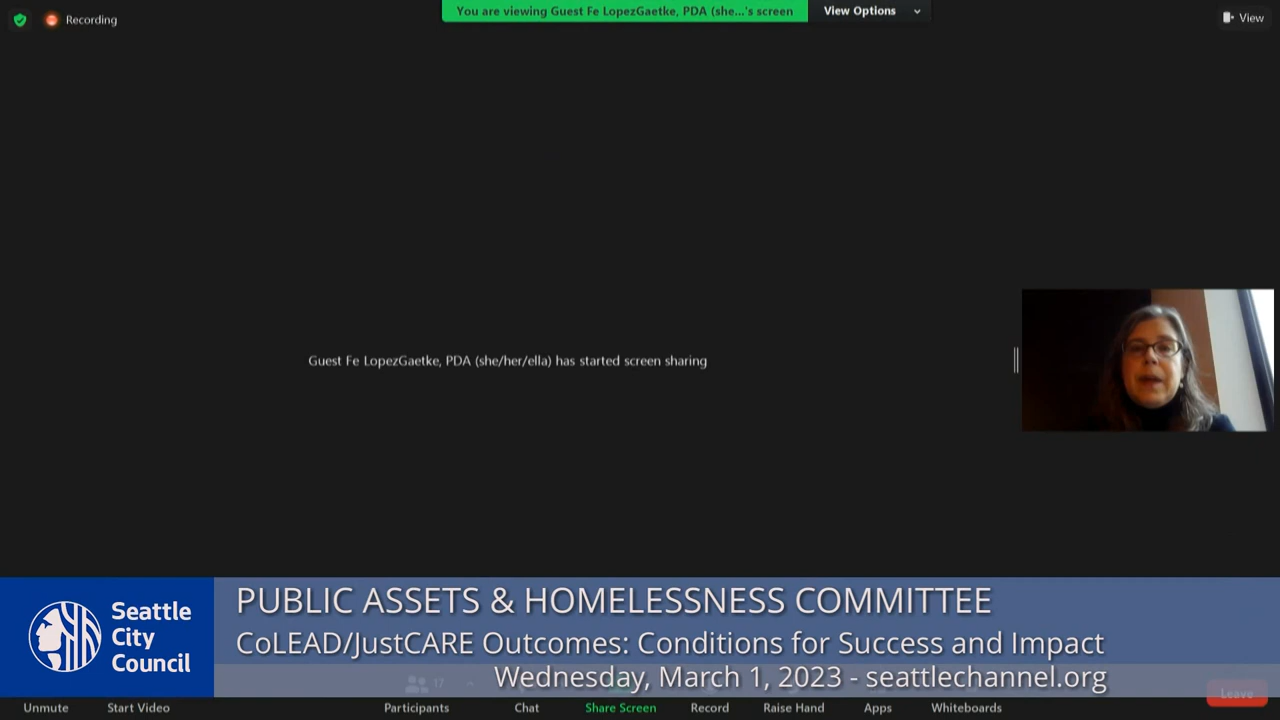 Recording
You are viewing Guest Fe LopezGaetke, PDA (she...'s screen
View Options
View
Guest Fe LopezGaetke, PDA (she/her/ella) has started screen sharing
Seattle
City
Council
PUBLIC ASSETS & HOMELESSNESS COMMITTEE
CoLEAD/JustCARE Outcomes: Conditions for Success and Impact
Wednesday, March 1, 2023 - seattlechannel.org
17
Leave
Unmute
Start Video
Participants
Chat
Share Screen
Record
Raise Hand
Apps
Whiteboards